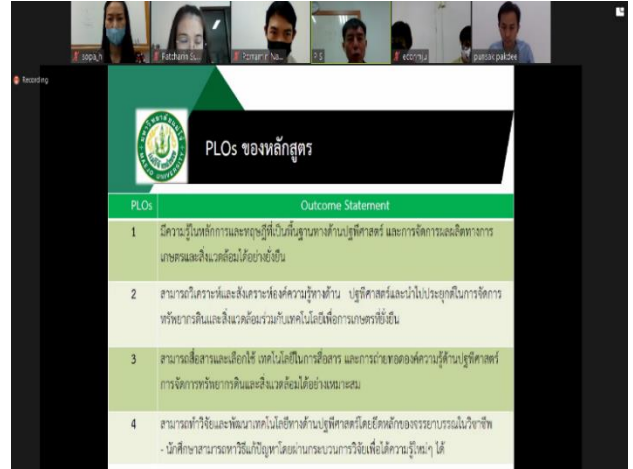 sopa_h
Patcharin S...
P S
econmju
pansak pakdee
Recording
มหาวิทยาลัยแม่โจ้
MAEJO UNIVERSITY
PLOs ของหลักสูตร
PLOs Outcome Statement
1 มีความรู้ในหลักการและทฤษฎีที่เป็นพื้นฐานทางด้านปฐพีศาสตร์ และการจัดการผลผลิตทางการ
เกษตรและสิ่งแวดล้อมได้อย่างยั่งยืน
2 สามารถวิเคราะห์และสังเคราะห์องค์ความรู้ทางด้าน ปฐพีศาสตร์และนำไปประยุกต์ในการจัดการ
ทรัพยากรดินและสิ่งแวดล้อมร่วมกับเทคโนโลยีเพื่อการเกษตรที่ยั่งยืน
3 สามารถสื่อสารและเลือกใช้ เทคโนโลยีในการสื่อสาร และการถ่ายทอดองค์ความรู้ด้านปฐพีศาสตร์
การจัดการทรัพยากรดินและสิ่งแวดล้อมได้อย่างเหมาะสม
4 สามารถทำวิจัยและพัฒนาเทคโนโลยีทางด้านปฐพีศาสตร์โดยยึดหลักของจรรยาบรรณในวิชาชีพ
- นักศึกษาสามารถหาวิธีแก้ปัญหาโดยผ่านกระบวนการวิจัยเพื่อได้ความรู้ใหม่ๆ ได้